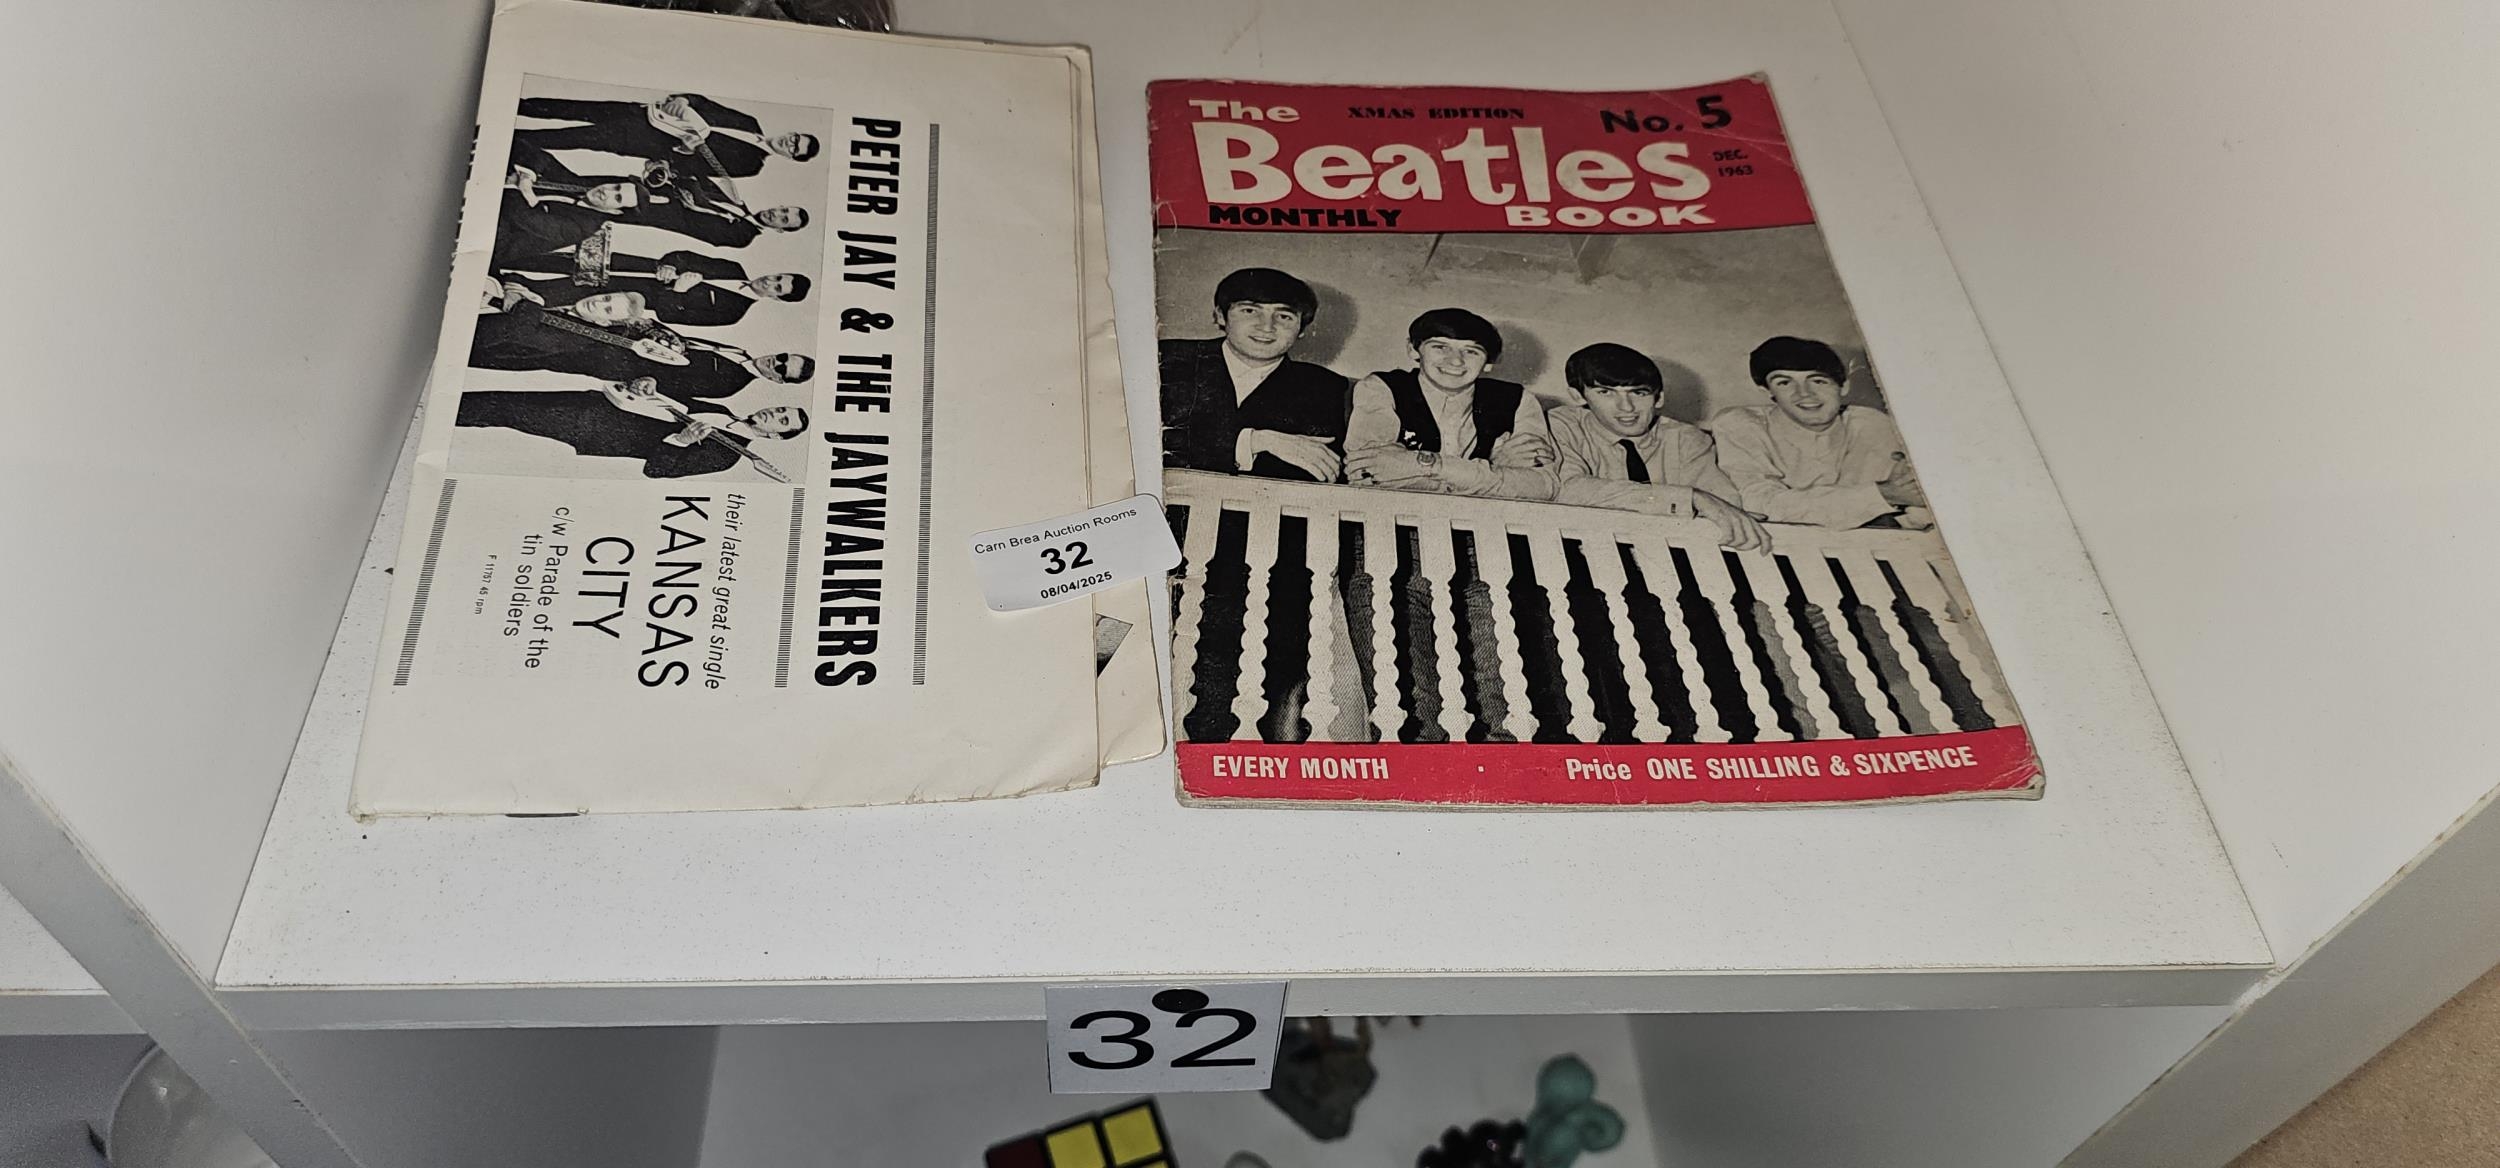 PETER JAY & THE JAYWALKERS
their latest great single
KANSAS
CITY
c/w Parade of the
tin soldiers
F 11757 45 rpm
Carn Brea Auction Rooms
32
08/04/2025
The XMAS EDITION No. 5
Beatles
DEC.
1963
MONTHLY BOOK
EVERY MONTH · Price ONE SHILLING & SIXPENCE
32